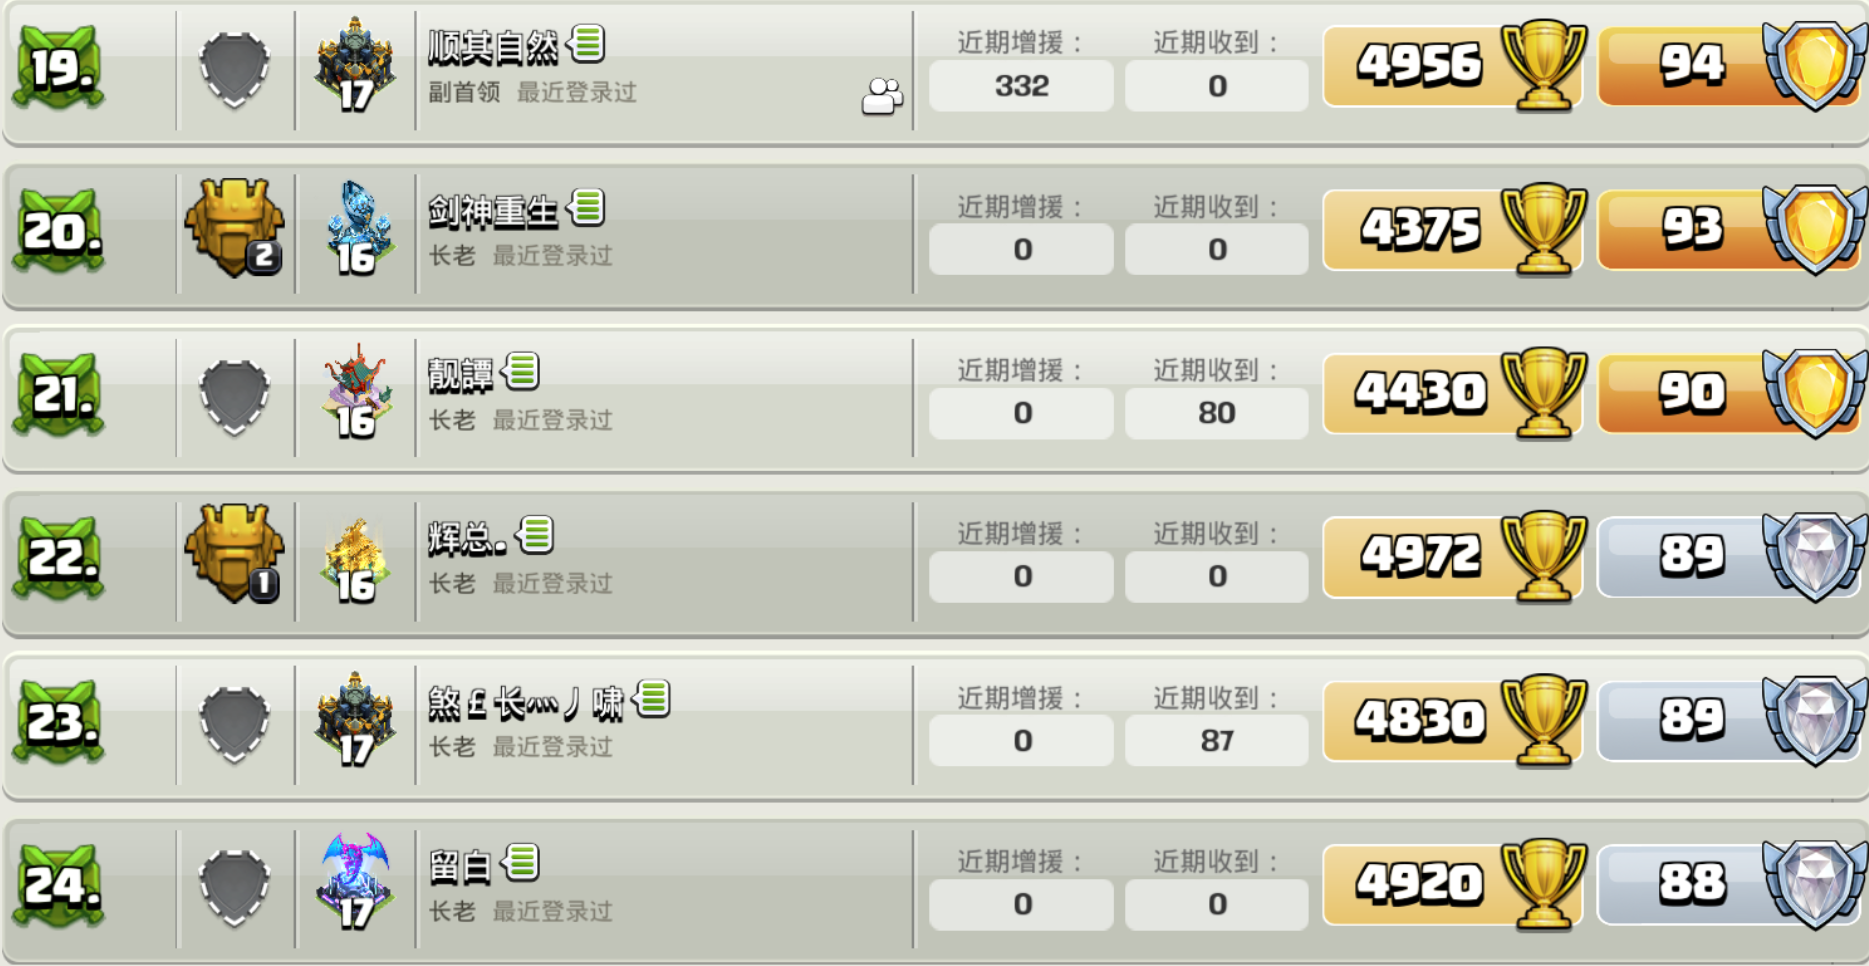 19.
17
顺其自然
副首领 最近登录过
近期增援：
332
近期收到：
0
4956
94
20.
2
16
剑神重生
长老 最近登录过
近期增援：
0
近期收到：
0
4375
93
21.
16
靓譚
长老 最近登录过
近期增援：
0
近期收到：
80
4430
90
22.
1
16
辉总.
长老 最近登录过
近期增援：
0
近期收到：
0
4972
89
23.
17
煞£长灬丿啸
长老 最近登录过
近期增援：
0
近期收到：
87
4830
89
24.
17
留白
长老 最近登录过
近期增援：
0
近期收到：
0
4920
88